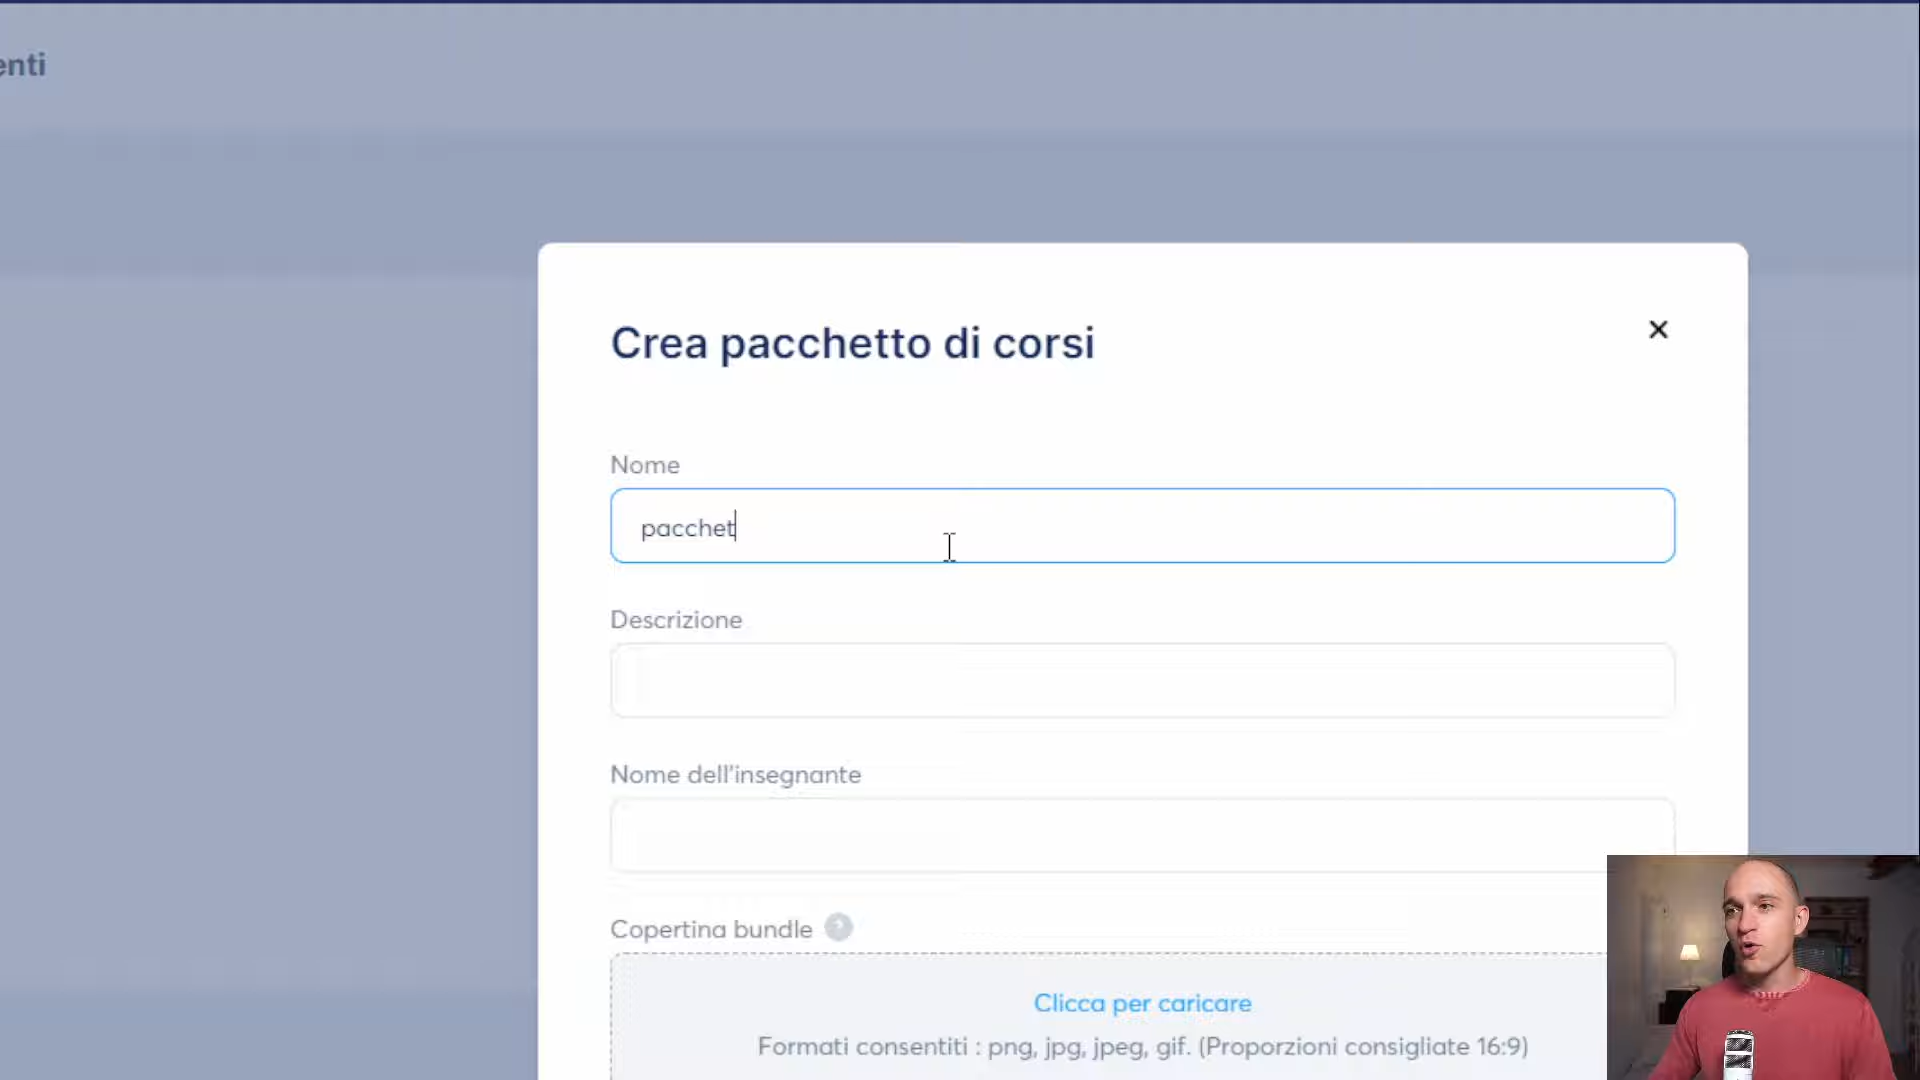 enti
Crea pacchetto di corsi
Nome
pacchet
Descrizione
Nome dell'insegnante
Copertina bundle ?
Clicca per caricare
Formati consentiti : png, jpg, jpeg, gif. (Proporzioni consigliate 16:9)